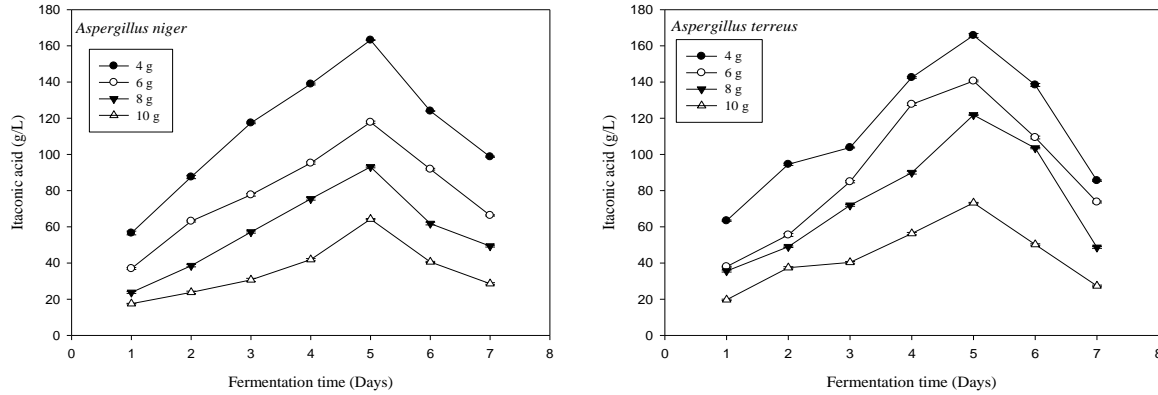 Aspergillus niger
4 g
6 g
8 g
10 g
Itaconic acid (g/L)
180
160
140
120
100
80
60
40
20
0
0 1 2 3 4 5 6 7 8
Fermentation time (Days)
Aspergillus terreus
4 g
6 g
8 g
10 g
Itaconic acid (g/L)
180
160
140
120
100
80
60
40
20
0
0 1 2 3 4 5 6 7 8
Fermentation time (Days)